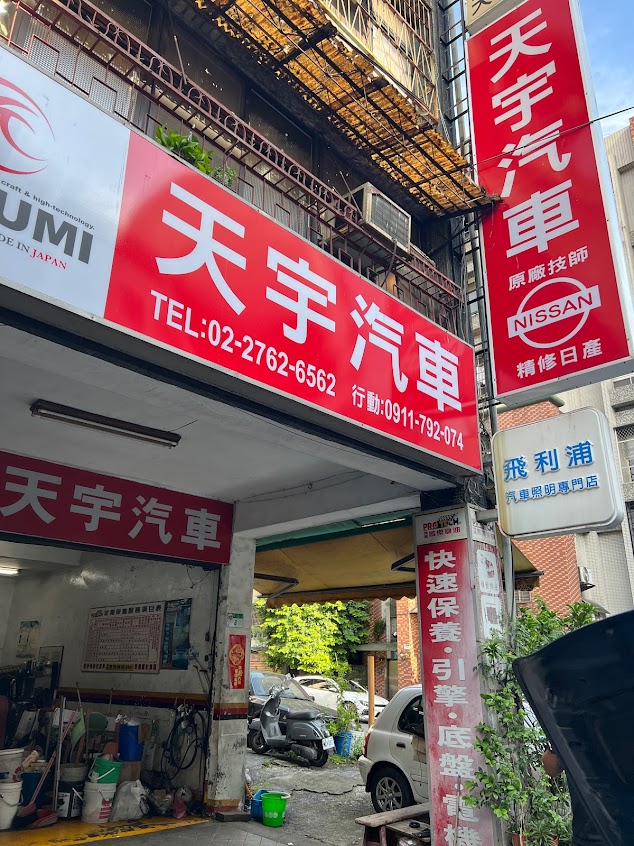 craft & high-technology.
UMI
DE IN JAPAN
天宇汽車
TEL:02-2762-6562 行動:0911-792-074
天宇汽車
原廠技師
NISSAN
精修日產
飛利浦
汽車照明專門店
天宇汽車
PROTECH
快速保養·引擎·底盤·電機